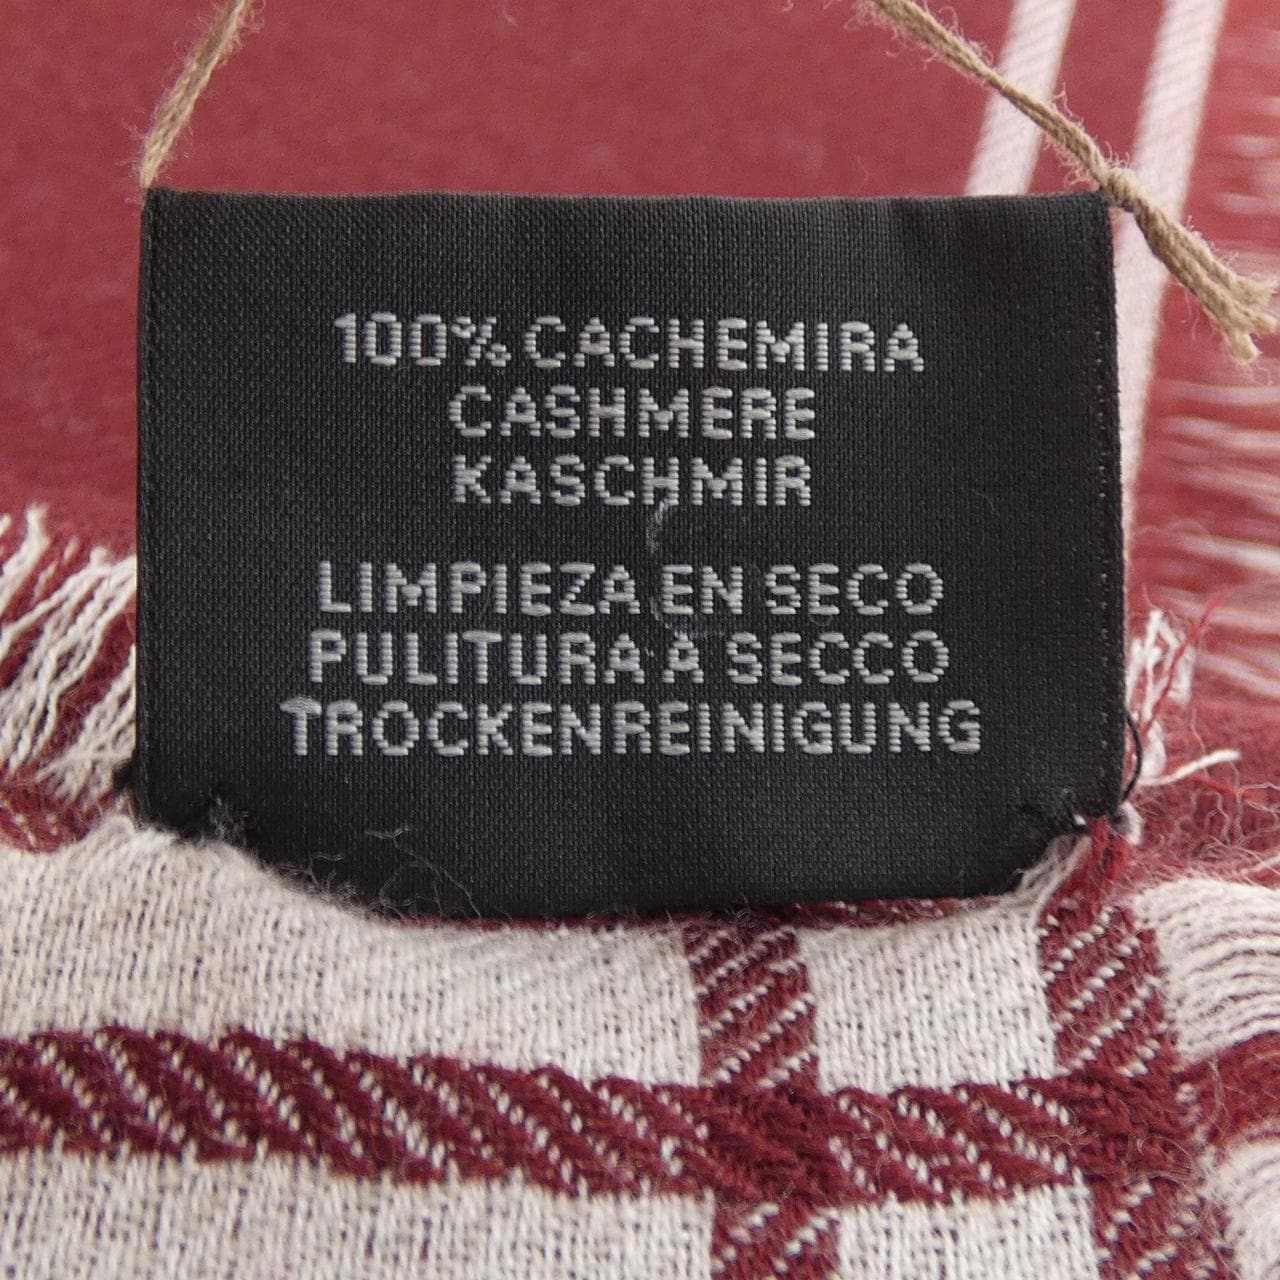 100% CACHEMIRA
CASHMERE
KASCHMIR
LIMPIEZA EN SECO
PULITURA A SECCO
TROCKENREINIGUNG